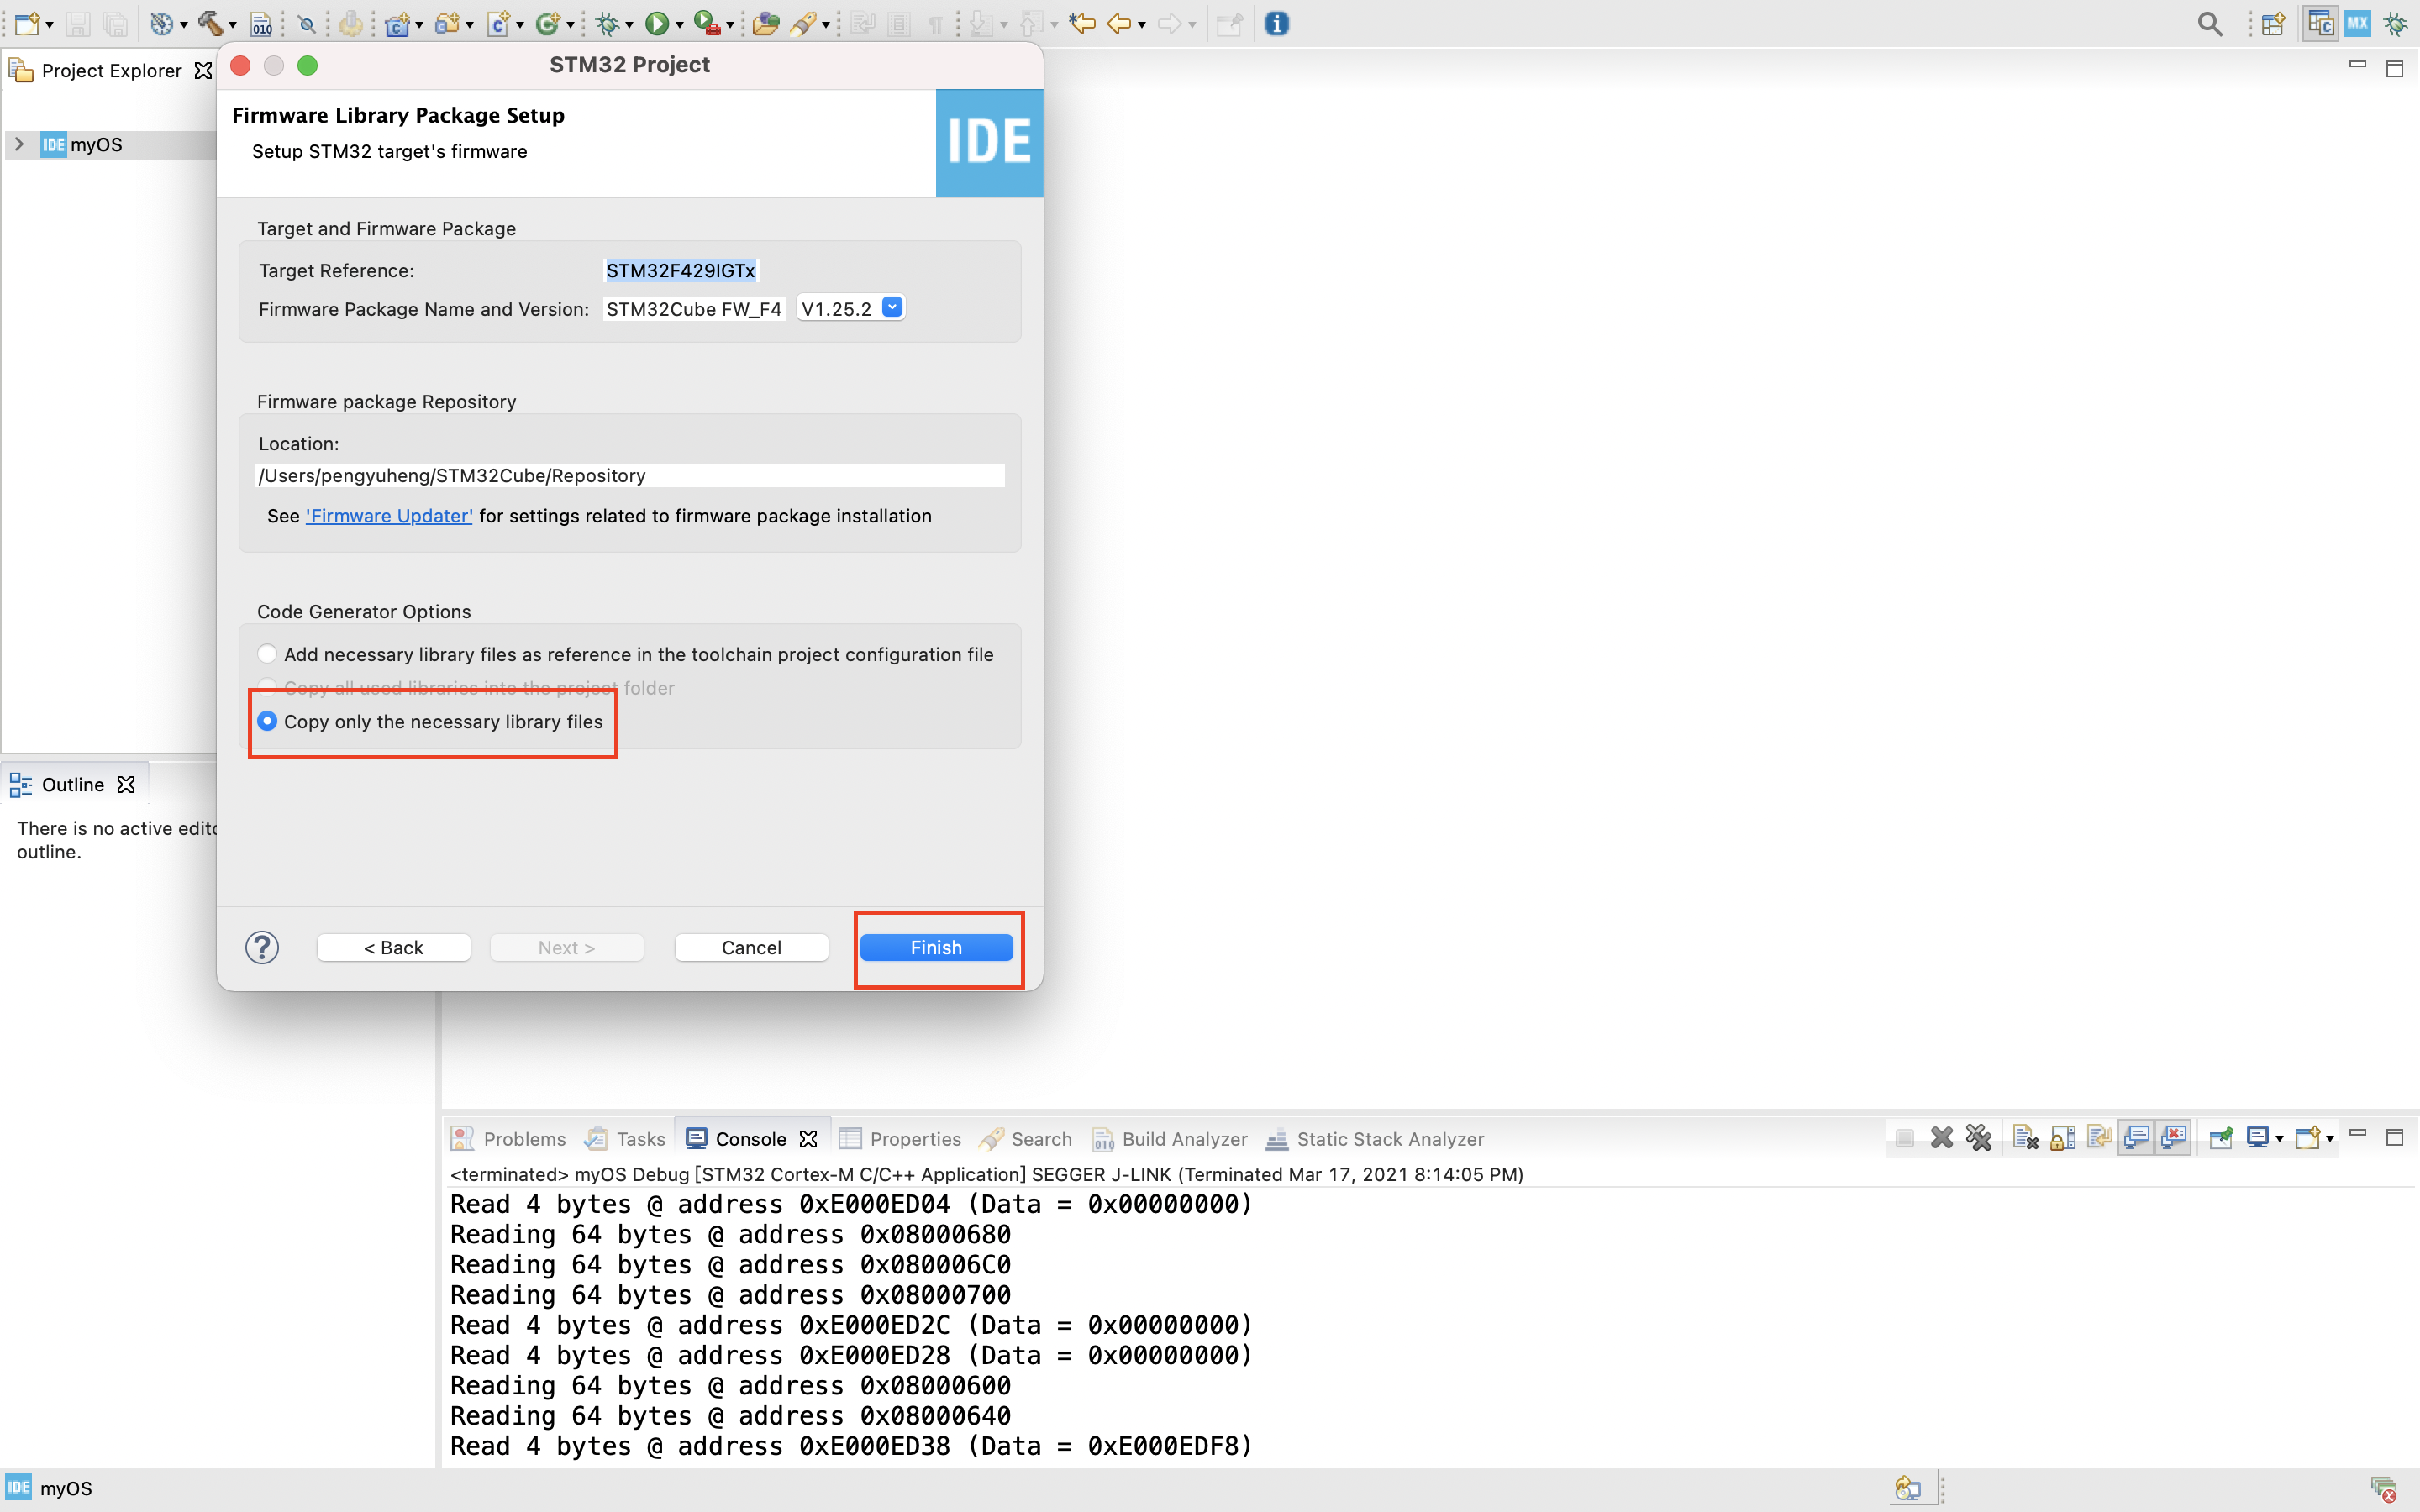 STM32 Project
MX
Project Explorer
IDE myOS
Firmware Library Package Setup
Setup STM32 target's firmware
IDE
Target and Firmware Package
Target Reference: STM32F429IGTx
Firmware Package Name and Version: STM32Cube FW_F4 V1.25.2
Firmware package Repository
Location:
/Users/pengyuheng/STM32Cube/Repository
See 'Firmware Updater' for settings related to firmware package installation
Code Generator Options
Add necessary library files as reference in the toolchain project configuration file
Copy all used libraries into the project folder
Copy only the necessary library files
? < Back Next > Cancel Finish
Outline
There is no active edito
outline.
Problems Tasks Console Properties Search Build Analyzer Static Stack Analyzer
<terminated> myOS Debug [STM32 Cortex-M C/C++ Application] SEGGER J-LINK (Terminated Mar 17, 2021 8:14:05 PM)
Read 4 bytes @ address 0xE000ED04 (Data = 0x00000000)
Reading 64 bytes @ address 0x08000680
Reading 64 bytes @ address 0x080006C0
Reading 64 bytes @ address 0x08000700
Read 4 bytes @ address 0xE000ED2C (Data = 0x00000000)
Read 4 bytes @ address 0xE000ED28 (Data = 0x00000000)
Reading 64 bytes @ address 0x08000600
Reading 64 bytes @ address 0x08000640
Read 4 bytes @ address 0xE000ED38 (Data = 0xE000EDF8)
IDE myOS